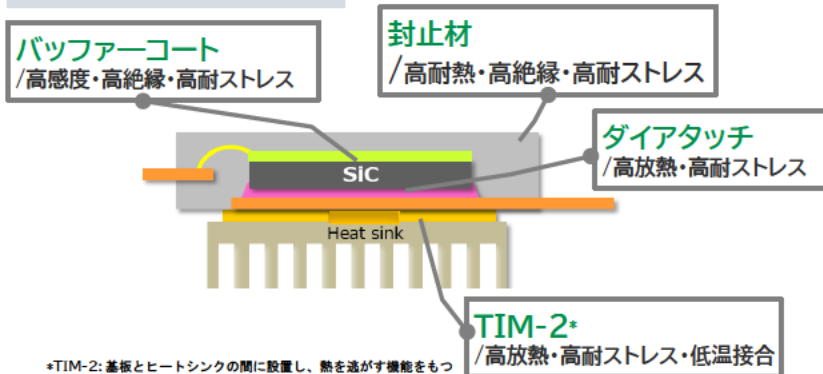 バッファーコート
/高感度・高絶縁・高耐ストレス
封止材
/高耐熱・高絶縁・高耐ストレス
ダイアタッチ
/高放熱・高耐ストレス
SiC
Heat sink
TIM-2*
/高放熱・高耐ストレス・低温接合
*TIM-2: 基板とヒートシンクの間に設置し、熱を逃がす機能をもつ